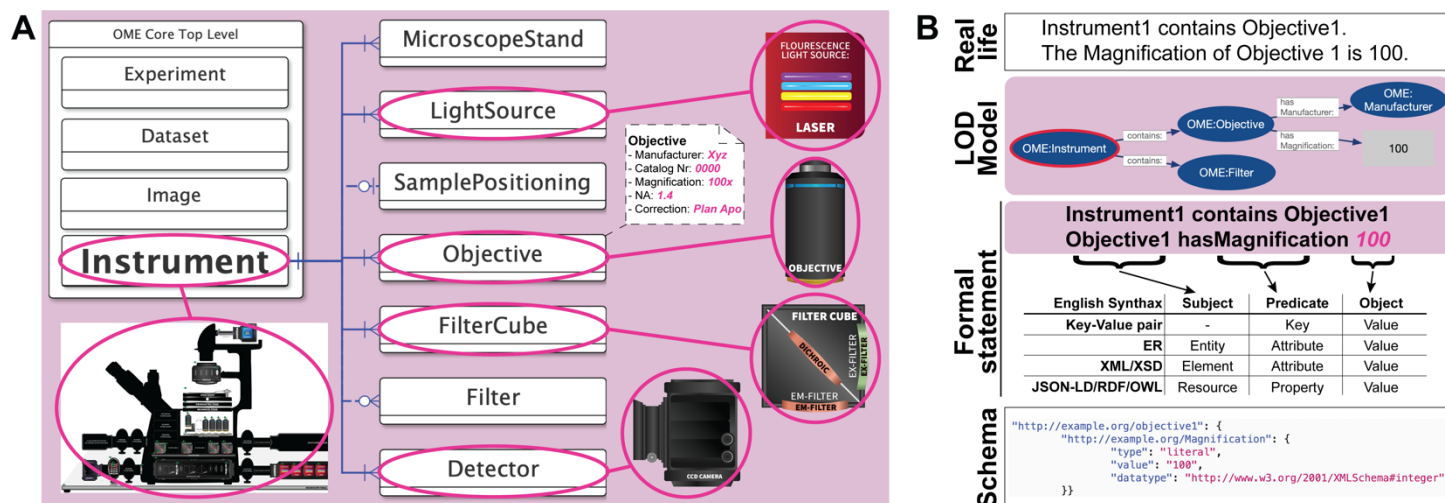 A
OME Core Top Level
Experiment
Dataset
Image
Instrument
MicroscopeStand
LightSource
SamplePositioning
Objective
FilterCube
Filter
Detector
Objective
- Manufacturer: Xyz
- Catalog Nr: 0000
- Magnification: 100x
- NA: 1.4
- Correction: Plan Apo
FLOURESCENCE
LIGHT SOURCE:
LASER
OBJECTIVE
FILTER CUBE
DICHROIC
EX-FILTER
EXC-FILTER
EM-FILTER
EM-FILTER
CCD CAMERA
B
Real
life
Instrument1 contains Objective1.
The Magnification of Objective 1 is 100.
LOD
Model
OME:Instrument
contains:
contains:
OME:Objective
OME:Filter
has
Manufacturer:
has
Magnification:
OME:
Manufacturer
100
Formal
statement
Instrument1 contains Objective1
Objective1 hasMagnification 100
English Synthax Subject Predicate Object
Key-Value pair - Key Value
ER Entity Attribute Value
XML/XSD Element Attribute Value
JSON-LD/RDF/OWL Resource Property Value
Schema
"http://example.org/objective1": {
"http://example.org/Magnification": {
"type": "literal",
"value": "100",
"datatype": "http://www.w3.org/2001/XMLSchema#integer"
}}